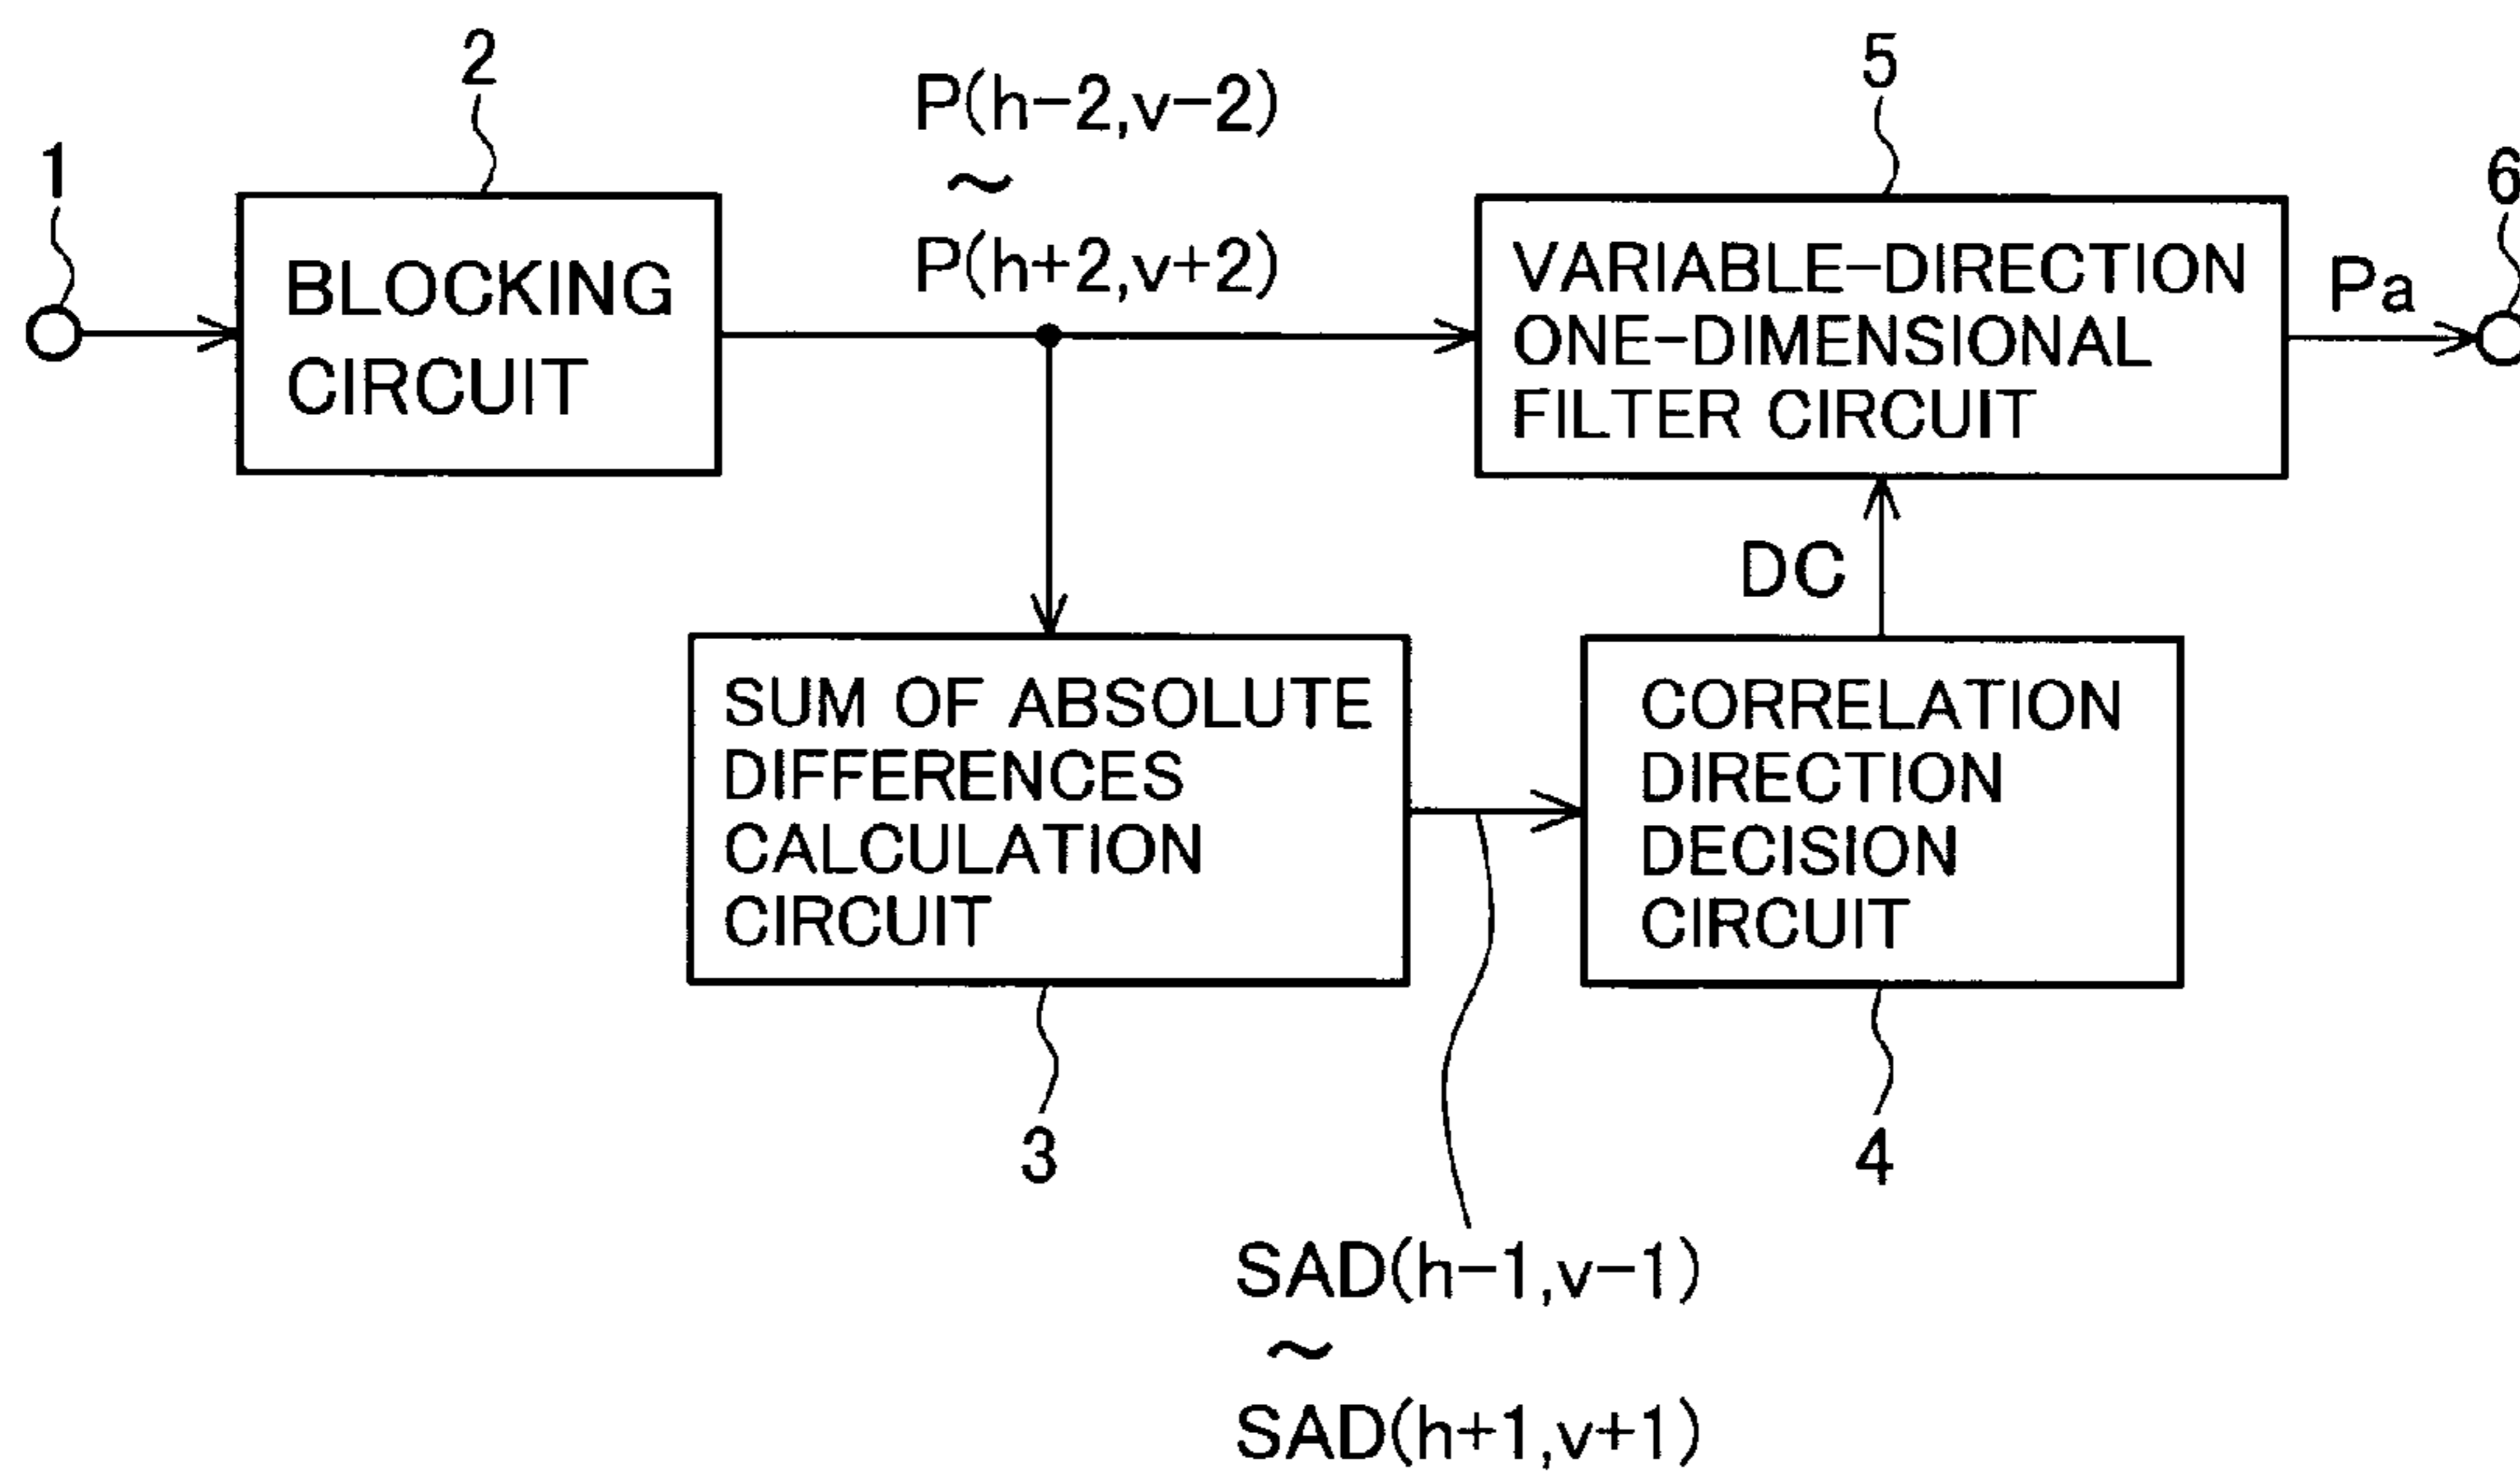 1
2
BLOCKING
CIRCUIT
P(h−2,v−2)
~
P(h+2,v+2)
5
VARIABLE−DIRECTION
ONE−DIMENSIONAL
FILTER CIRCUIT
Pa
6
DC
SUM OF ABSOLUTE
DIFFERENCES
CALCULATION
CIRCUIT
3
CORRELATION
DIRECTION
DECISION
CIRCUIT
4
SAD(h−1,v−1)
~
SAD(h+1,v+1)